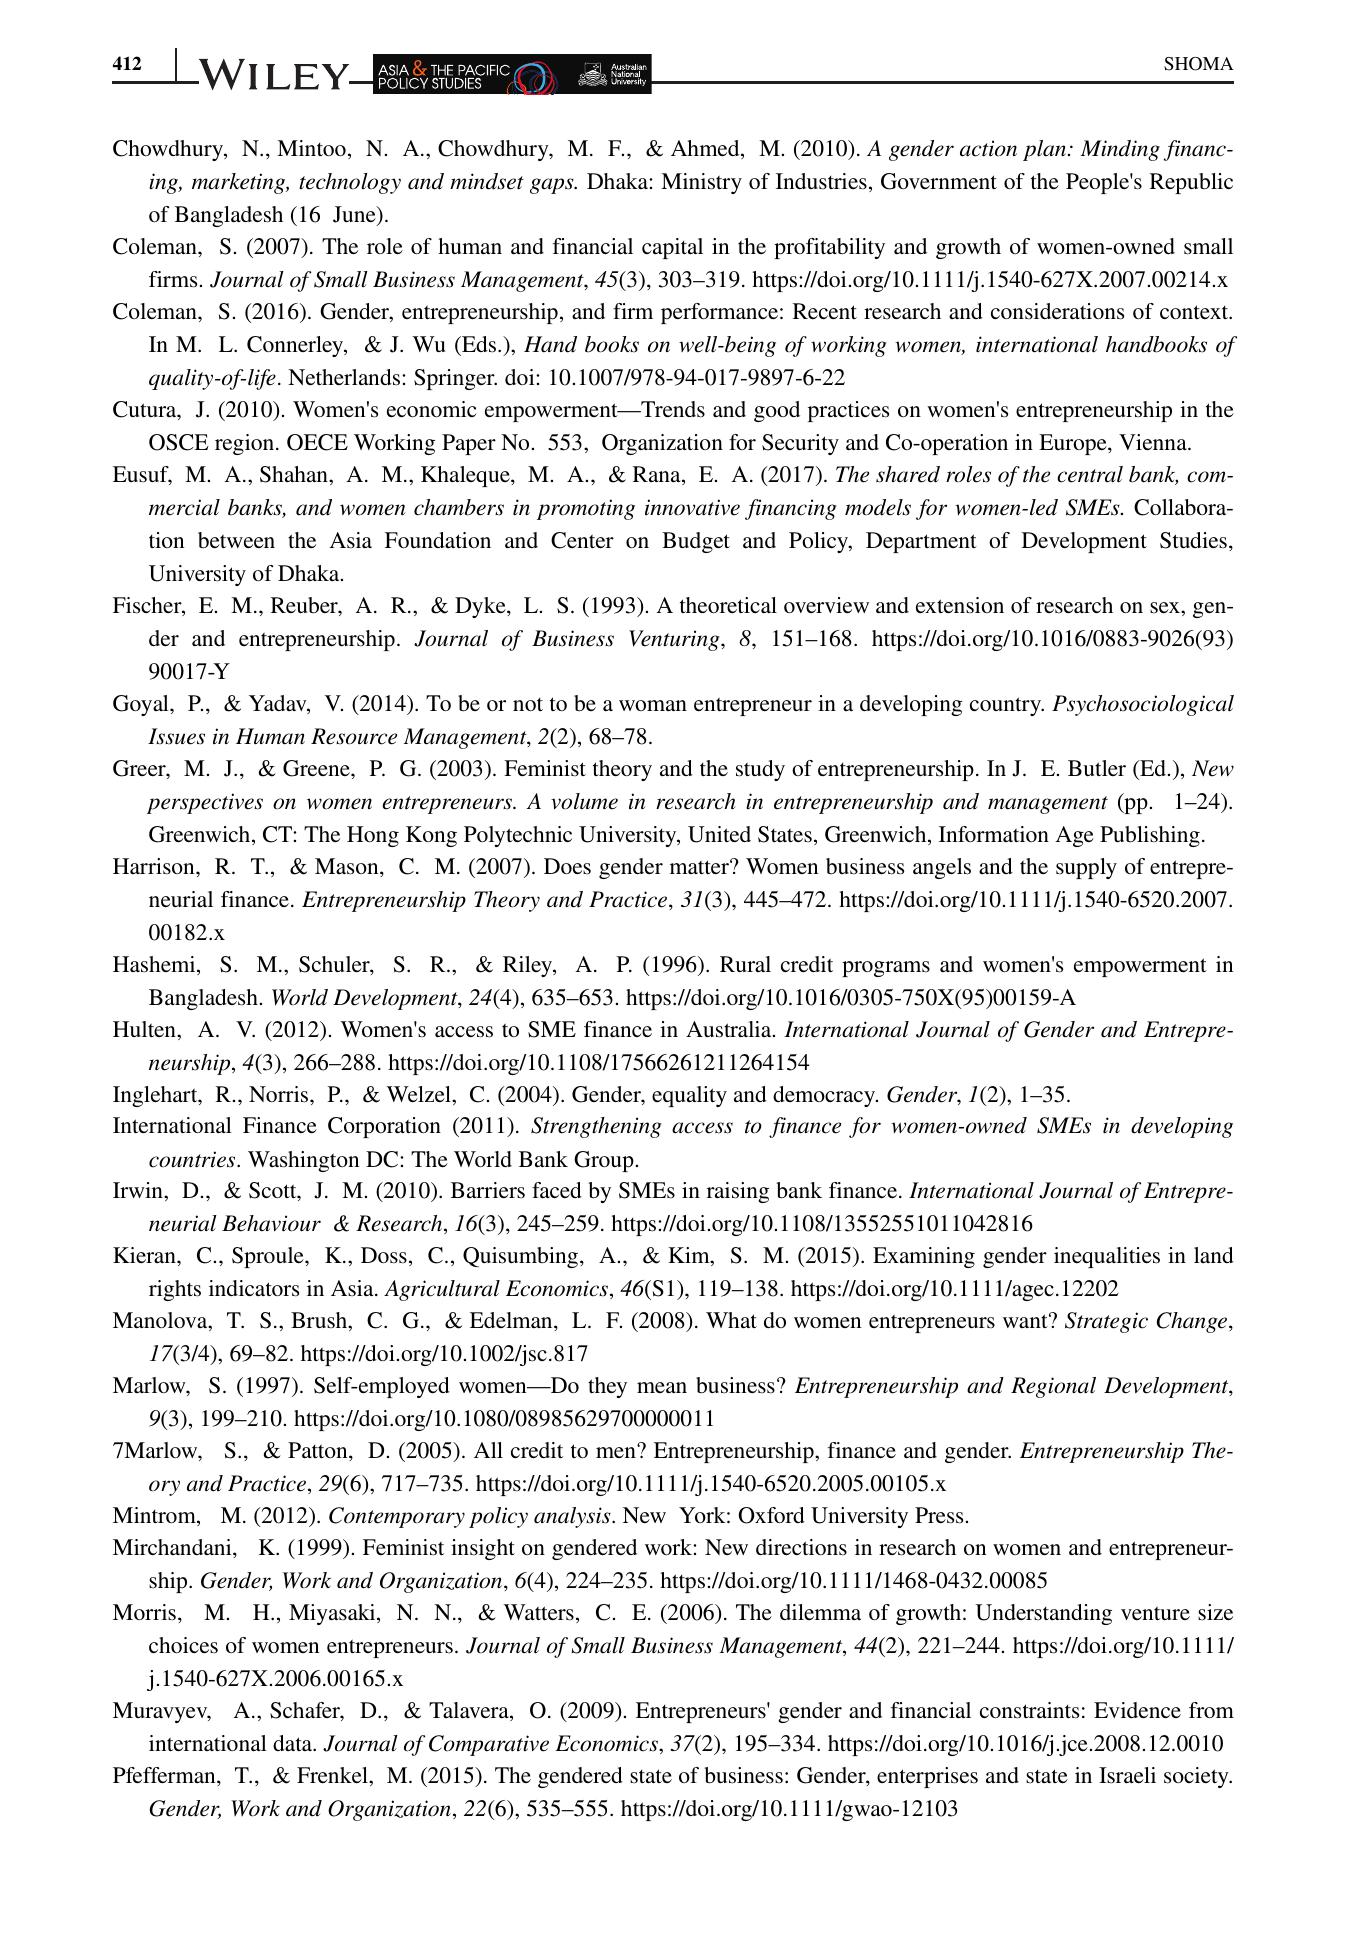 412
WILEY
ASIA & THE PACIFIC
POLICY STUDIES
Australian
National
University
SHOMA
Chowdhury, N., Mintoo, N. A., Chowdhury, M. F., & Ahmed, M. (2010). A gender action plan: Minding financ-
ing, marketing, technology and mindset gaps. Dhaka: Ministry of Industries, Government of the People's Republic
of Bangladesh (16 June).
Coleman, S. (2007). The role of human and financial capital in the profitability and growth of women-owned small
firms. Journal of Small Business Management, 45(3), 303–319. https://doi.org/10.1111/j.1540-627X.2007.00214.x
Coleman, S. (2016). Gender, entrepreneurship, and firm performance: Recent research and considerations of context.
In M. L. Connerley, & J. Wu (Eds.), Hand books on well-being of working women, international handbooks of
quality-of-life. Netherlands: Springer. doi: 10.1007/978-94-017-9897-6-22
Cutura, J. (2010). Women's economic empowerment—Trends and good practices on women's entrepreneurship in the
OSCE region. OECE Working Paper No. 553, Organization for Security and Co-operation in Europe, Vienna.
Eusuf, M. A., Shahan, A. M., Khaleque, M. A., & Rana, E. A. (2017). The shared roles of the central bank, com-
mercial banks, and women chambers in promoting innovative financing models for women-led SMEs. Collabora-
tion between the Asia Foundation and Center on Budget and Policy, Department of Development Studies,
University of Dhaka.
Fischer, E. M., Reuber, A. R., & Dyke, L. S. (1993). A theoretical overview and extension of research on sex, gen-
der and entrepreneurship. Journal of Business Venturing, 8, 151–168. https://doi.org/10.1016/0883-9026(93)
90017-Y
Goyal, P., & Yadav, V. (2014). To be or not to be a woman entrepreneur in a developing country. Psychosociological
Issues in Human Resource Management, 2(2), 68–78.
Greer, M. J., & Greene, P. G. (2003). Feminist theory and the study of entrepreneurship. In J. E. Butler (Ed.), New
perspectives on women entrepreneurs. A volume in research in entrepreneurship and management (pp. 1–24).
Greenwich, CT: The Hong Kong Polytechnic University, United States, Greenwich, Information Age Publishing.
Harrison, R. T., & Mason, C. M. (2007). Does gender matter? Women business angels and the supply of entrepre-
neurial finance. Entrepreneurship Theory and Practice, 31(3), 445–472. https://doi.org/10.1111/j.1540-6520.2007.
00182.x
Hashemi, S. M., Schuler, S. R., & Riley, A. P. (1996). Rural credit programs and women's empowerment in
Bangladesh. World Development, 24(4), 635–653. https://doi.org/10.1016/0305-750X(95)00159-A
Hulten, A. V. (2012). Women's access to SME finance in Australia. International Journal of Gender and Entrepre-
neurship, 4(3), 266–288. https://doi.org/10.1108/17566261211264154
Inglehart, R., Norris, P., & Welzel, C. (2004). Gender, equality and democracy. Gender, 1(2), 1–35.
International Finance Corporation (2011). Strengthening access to finance for women-owned SMEs in developing
countries. Washington DC: The World Bank Group.
Irwin, D., & Scott, J. M. (2010). Barriers faced by SMEs in raising bank finance. International Journal of Entrepre-
neurial Behaviour & Research, 16(3), 245–259. https://doi.org/10.1108/13552551011042816
Kieran, C., Sproule, K., Doss, C., Quisumbing, A., & Kim, S. M. (2015). Examining gender inequalities in land
rights indicators in Asia. Agricultural Economics, 46(S1), 119–138. https://doi.org/10.1111/agec.12202
Manolova, T. S., Brush, C. G., & Edelman, L. F. (2008). What do women entrepreneurs want? Strategic Change,
17(3/4), 69–82. https://doi.org/10.1002/jsc.817
Marlow, S. (1997). Self-employed women—Do they mean business? Entrepreneurship and Regional Development,
9(3), 199–210. https://doi.org/10.1080/08985629700000011
7Marlow, S., & Patton, D. (2005). All credit to men? Entrepreneurship, finance and gender. Entrepreneurship The-
ory and Practice, 29(6), 717–735. https://doi.org/10.1111/j.1540-6520.2005.00105.x
Mintrom, M. (2012). Contemporary policy analysis. New York: Oxford University Press.
Mirchandani, K. (1999). Feminist insight on gendered work: New directions in research on women and entrepreneur-
ship. Gender, Work and Organization, 6(4), 224–235. https://doi.org/10.1111/1468-0432.00085
Morris, M. H., Miyasaki, N. N., & Watters, C. E. (2006). The dilemma of growth: Understanding venture size
choices of women entrepreneurs. Journal of Small Business Management, 44(2), 221–244. https://doi.org/10.1111/
j.1540-627X.2006.00165.x
Muravyev, A., Schafer, D., & Talavera, O. (2009). Entrepreneurs' gender and financial constraints: Evidence from
international data. Journal of Comparative Economics, 37(2), 195–334. https://doi.org/10.1016/j.jce.2008.12.0010
Pfefferman, T., & Frenkel, M. (2015). The gendered state of business: Gender, enterprises and state in Israeli society.
Gender, Work and Organization, 22(6), 535–555. https://doi.org/10.1111/gwao-12103